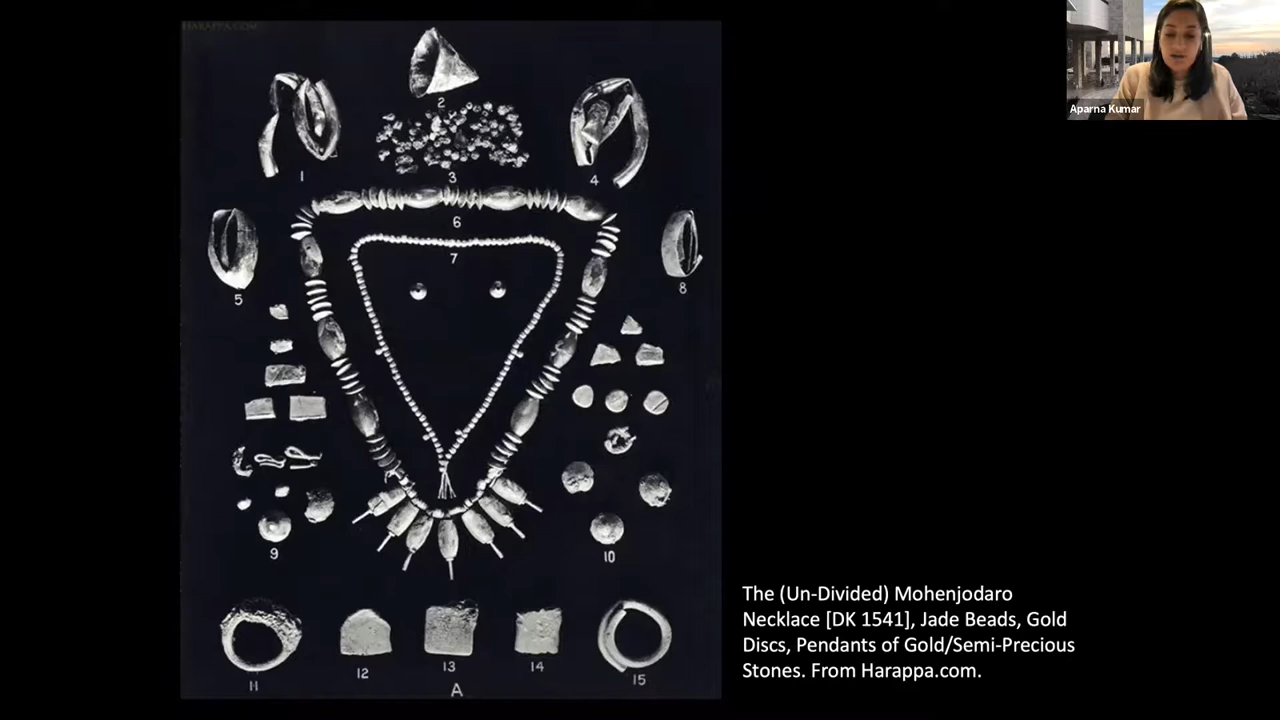 HARAPPA.COM
Aparna Kumar
2
1
3
4
6
7
5
8
9
10
11
12
13
14
15
A
The (Un-Divided) Mohenjodaro
Necklace [DK 1541], Jade Beads, Gold
Discs, Pendants of Gold/Semi-Precious
Stones. From Harappa.com.